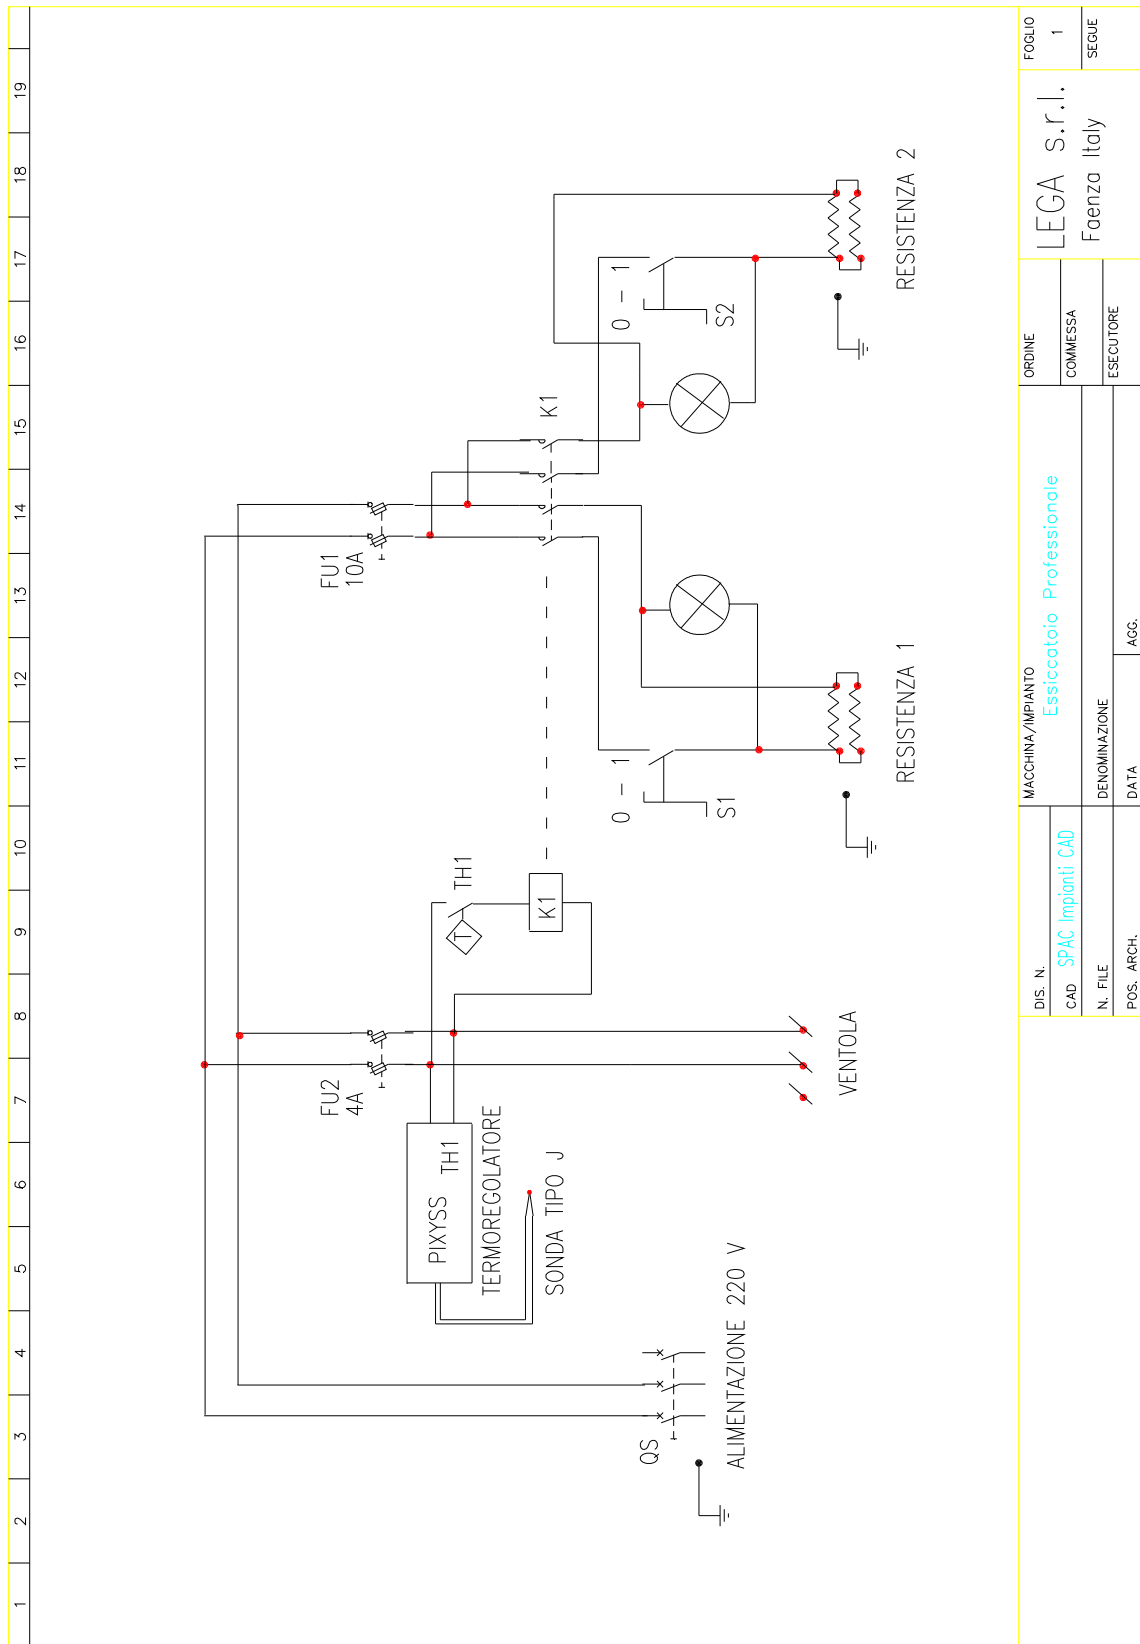 1 2 3 4 5 6 7 8 9 10 11 12 13 14 15 16 17 18 19
FU2
4A
FU1
10A
PIXYSS
TH1
TERMOREGOLATORE
SONDA TIPO J
TH1
T
K1
K1
QS
ALIMENTAZIONE 220 V
VENTOLA
0 - 1
S1
RESISTENZA 1
0 - 1
S2
RESISTENZA 2
DIS. N.
CAD SPAC Impianti CAD
N. FILE
POS. ARCH.
MACCHINA/IMPIANTO
Essiccatoio Professionale
DENOMINAZIONE
DATA
AGG.
ORDINE
COMMESSA
ESECUTORE
LEGA s.r.l.
Faenza Italy
FOGLIO
1
SEGUE